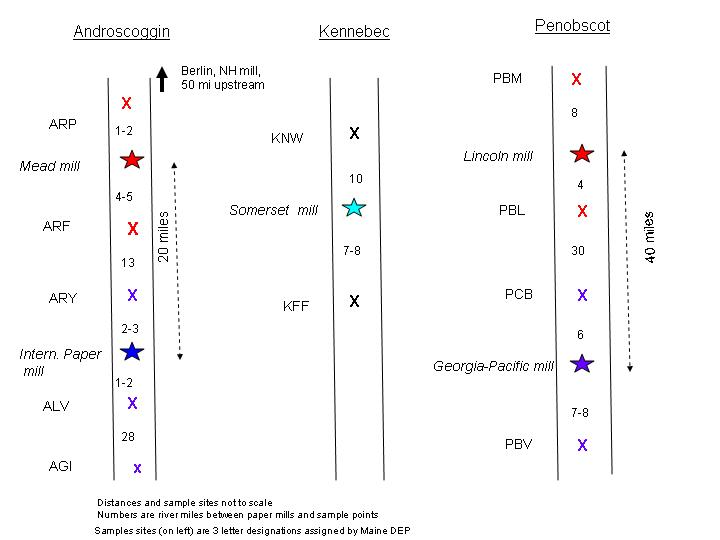 Androscoggin
Kennebec
Penobscot
Berlin, NH mill,
50 mi upstream
X
ARP
1-2
Mead mill
4-5
ARF
X
13
20 miles
ARY
X
2-3
Intern. Paper
mill
1-2
ALV
X
28
AGI
x
KNW
X
10
Somerset mill
7-8
KFF
X
PBM
X
8
Lincoln mill
4
PBL
X
30
40 miles
PCB
X
6
Georgia-Pacific mill
7-8
PBV
X
Distances and sample sites not to scale
Numbers are river miles between paper mills and sample points
Samples sites (on left) are 3 letter designations assigned by Maine DEP